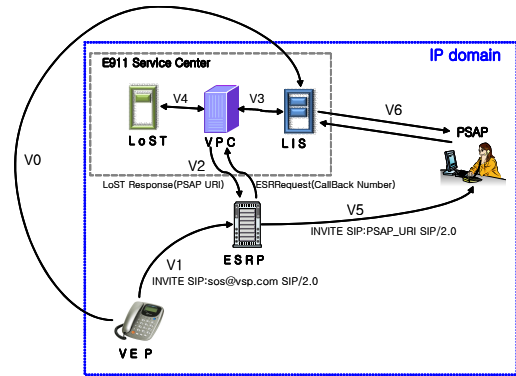 IP domain
E911 Service Center
V4
V3
V6
LoST
VPC
LIS
PSAP
V0
V2
LoST Response(PSAP URI)
ESRRequest(CallBack Number)
V5
INVITE SIP:PSAP_URI SIP/2.0
ESRP
V1
INVITE SIP:sos@vsp.com SIP/2.0
VEP